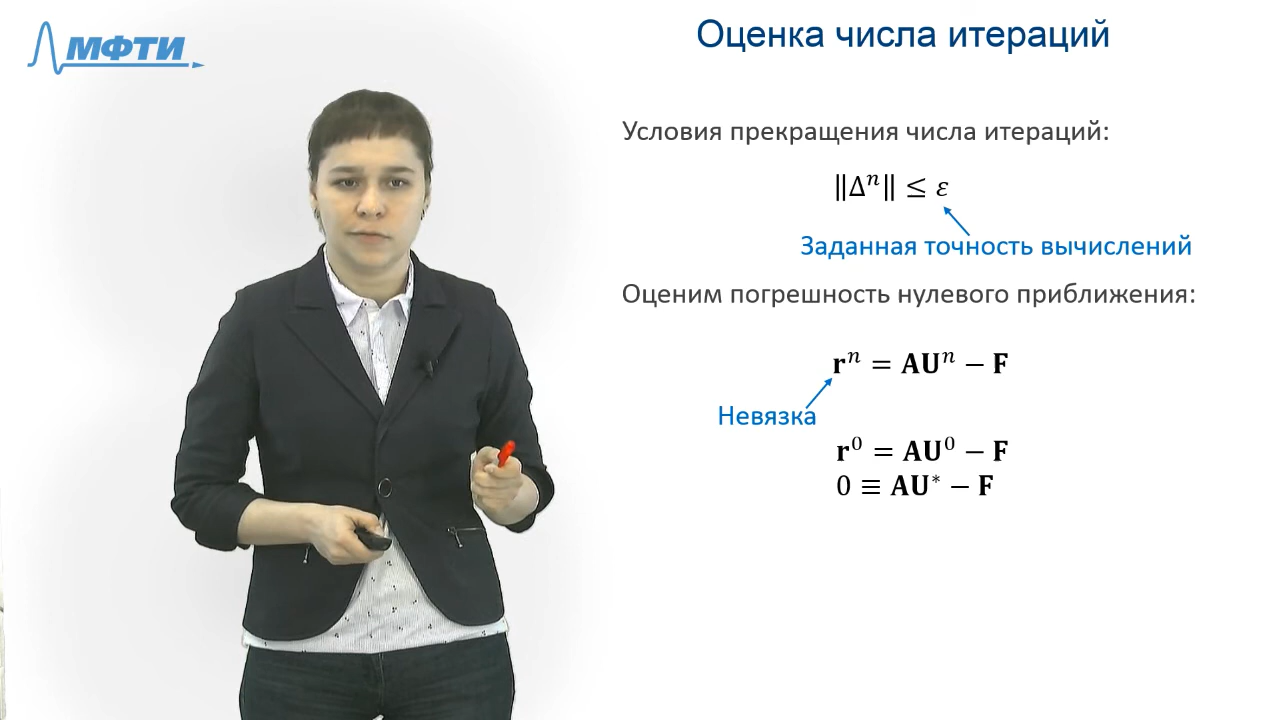 МФТИ
Оценка числа итераций
Условия прекращения числа итераций:
‖Δⁿ‖ ≤ ε
Заданная точность вычислений
Оценим погрешность нулевого приближения:
𝐫ⁿ = 𝐀𝐔ⁿ − 𝐅
Невязка
𝐫⁰ = 𝐀𝐔⁰ − 𝐅
0 ≡ 𝐀𝐔* − 𝐅